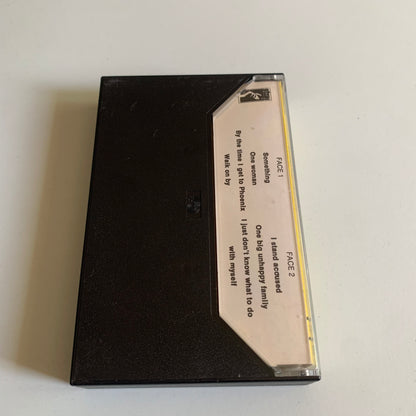 FACE 1
Something
One woman
By the time I get to Phoenix
Walk on by
FACE 2
I stand accused
One big unhappy family
I just don't know what to do
with myself